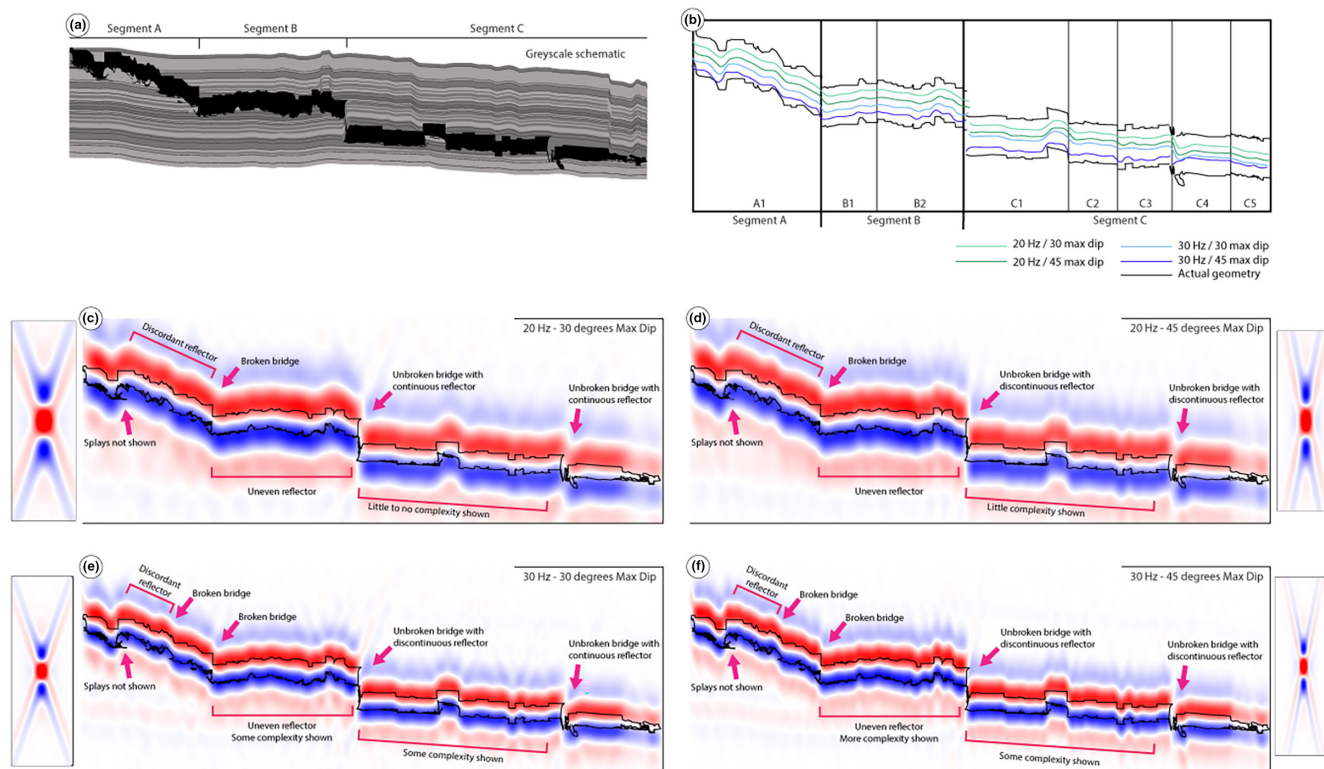 (a)
Segment A
Segment B
Segment C
Greyscale schematic
(b)
A1
B1
B2
C1
C2
C3
C4
C5
Segment A
Segment B
Segment C
20 Hz / 30 max dip
20 Hz / 45 max dip
30 Hz / 30 max dip
30 Hz / 45 max dip
Actual geometry
(c)
20 Hz - 30 degrees Max Dip
Discordant reflector
Broken bridge
Unbroken bridge with
continuous reflector
Unbroken bridge with
continuous reflector
Splays not shown
Uneven reflector
Little to no complexity shown
(d)
20 Hz - 45 degrees Max Dip
Discordant reflector
Broken bridge
Unbroken bridge with
discontinuous reflector
Unbroken bridge with
discontinuous reflector
Splays not shown
Uneven reflector
Little complexity shown
(e)
30 Hz - 30 degrees Max Dip
Discordant
reflector
Broken bridge
Broken bridge
Unbroken bridge with
discontinuous reflector
Unbroken bridge with
continuous reflector
Splays not shown
Uneven reflector
Some complexity shown
Some complexity shown
(f)
30 Hz - 45 degrees Max Dip
Discordant
reflector
Broken bridge
Broken bridge
Unbroken bridge with
discontinuous reflector
Unbroken bridge with
discontinuous reflector
Splays not shown
Uneven reflector
More complexity shown
Some complexity shown